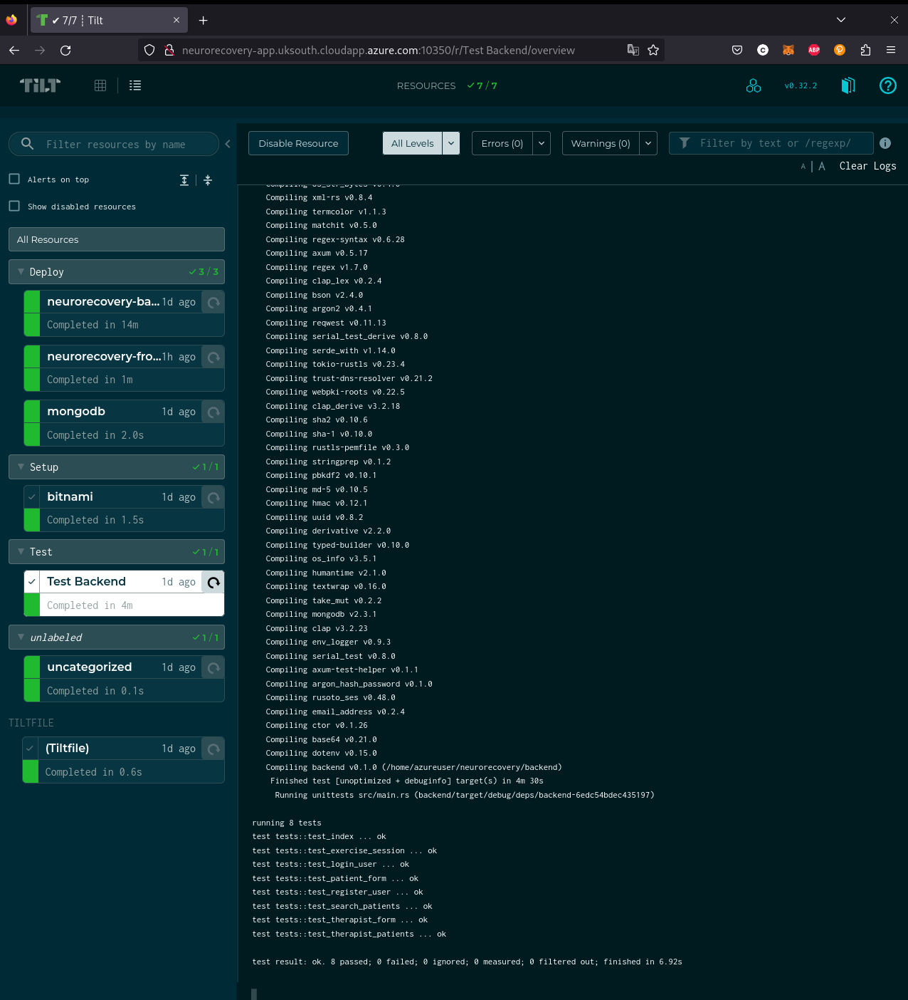 ✔ 7/7 ┊ Tilt
neurorecovery-app.uksouth.cloudapp.azure.com:10350/r/Test Backend/overview
TILT
RESOURCES 7 / 7
v0.32.2
Filter resources by name
Disable Resource
All Levels
Errors (0)
Warnings (0)
Filter by text or /regexp/
A | A Clear Logs
Alerts on top
Show disabled resources
All Resources
Deploy 3 / 3
neurorecovery-ba... 1d ago
Completed in 14m
neurorecovery-fro... 1h ago
Completed in 1m
mongodb 1d ago
Completed in 2.0s
Setup 1 / 1
bitnami 1d ago
Completed in 1.5s
Test 1 / 1
Test Backend 1d ago
Completed in 4m
unlabeled 1 / 1
uncategorized 1d ago
Completed in 0.1s
TILTFILE
(Tiltfile) 1d ago
Completed in 0.6s
Compiling xml-rs v0.8.4
Compiling termcolor v1.1.3
Compiling matchit v0.5.0
Compiling regex-syntax v0.6.28
Compiling axum v0.5.17
Compiling regex v1.7.0
Compiling clap_lex v0.2.4
Compiling bson v2.4.0
Compiling argon2 v0.4.1
Compiling reqwest v0.11.13
Compiling serial_test_derive v0.8.0
Compiling serde_with v1.14.0
Compiling tokio-rustls v0.23.4
Compiling trust-dns-resolver v0.21.2
Compiling webpki-roots v0.22.5
Compiling clap_derive v3.2.18
Compiling sha2 v0.10.6
Compiling sha-1 v0.10.0
Compiling rustls-pemfile v0.3.0
Compiling stringprep v0.1.2
Compiling pbkdf2 v0.10.1
Compiling md-5 v0.10.5
Compiling hmac v0.12.1
Compiling uuid v0.8.2
Compiling derivative v2.2.0
Compiling typed-builder v0.10.0
Compiling os_info v3.5.1
Compiling humantime v2.1.0
Compiling textwrap v0.16.0
Compiling take_mut v0.2.2
Compiling mongodb v2.3.1
Compiling clap v3.2.23
Compiling env_logger v0.9.3
Compiling serial_test v0.8.0
Compiling axum-test-helper v0.1.1
Compiling argon_hash_password v0.1.0
Compiling rusoto_ses v0.48.0
Compiling email_address v0.2.4
Compiling ctor v0.1.26
Compiling base64 v0.21.0
Compiling dotenv v0.15.0
Compiling backend v0.1.0 (/home/azureuser/neurorecovery/backend)
Finished test [unoptimized + debuginfo] target(s) in 4m 30s
Running unittests src/main.rs (backend/target/debug/deps/backend-6edc54bdec435197)
running 8 tests
test tests::test_index ... ok
test tests::test_exercise_session ... ok
test tests::test_login_user ... ok
test tests::test_patient_form ... ok
test tests::test_register_user ... ok
test tests::test_search_patients ... ok
test tests::test_therapist_form ... ok
test tests::test_therapist_patients ... ok
test result: ok. 8 passed; 0 failed; 0 ignored; 0 measured; 0 filtered out; finished in 6.92s